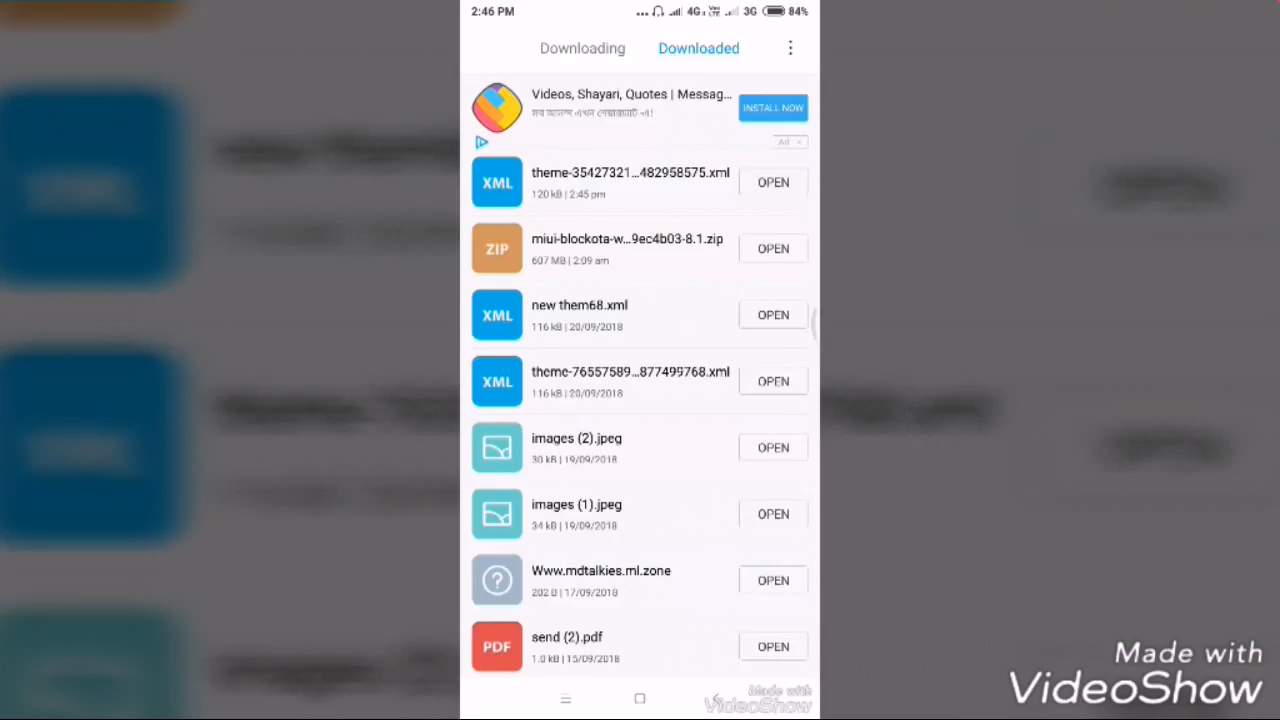 2:46 PM
4G
VoLTE
3G
84%
Downloading
Downloaded
Videos, Shayari, Quotes | Messag...
সব আনন্দ এখন শেয়ারচ্যাট -এ!
INSTALL NOW
Ad
XML
theme-35427321...482958575.xml
120 kB | 2:45 pm
OPEN
ZIP
miui-blockota-w...9ec4b03-8.1.zip
607 MB | 2:09 am
OPEN
XML
new them68.xml
116 kB | 20/09/2018
OPEN
XML
theme-76557589...877499768.xml
116 kB | 20/09/2018
OPEN
images (2).jpeg
30 kB | 19/09/2018
OPEN
images (1).jpeg
34 kB | 19/09/2018
OPEN
Www.mdtalkies.ml.zone
202 B | 17/09/2018
OPEN
PDF
send (2).pdf
1.0 kB | 15/09/2018
OPEN
Made with
VideoShow
Made with
VideoShow